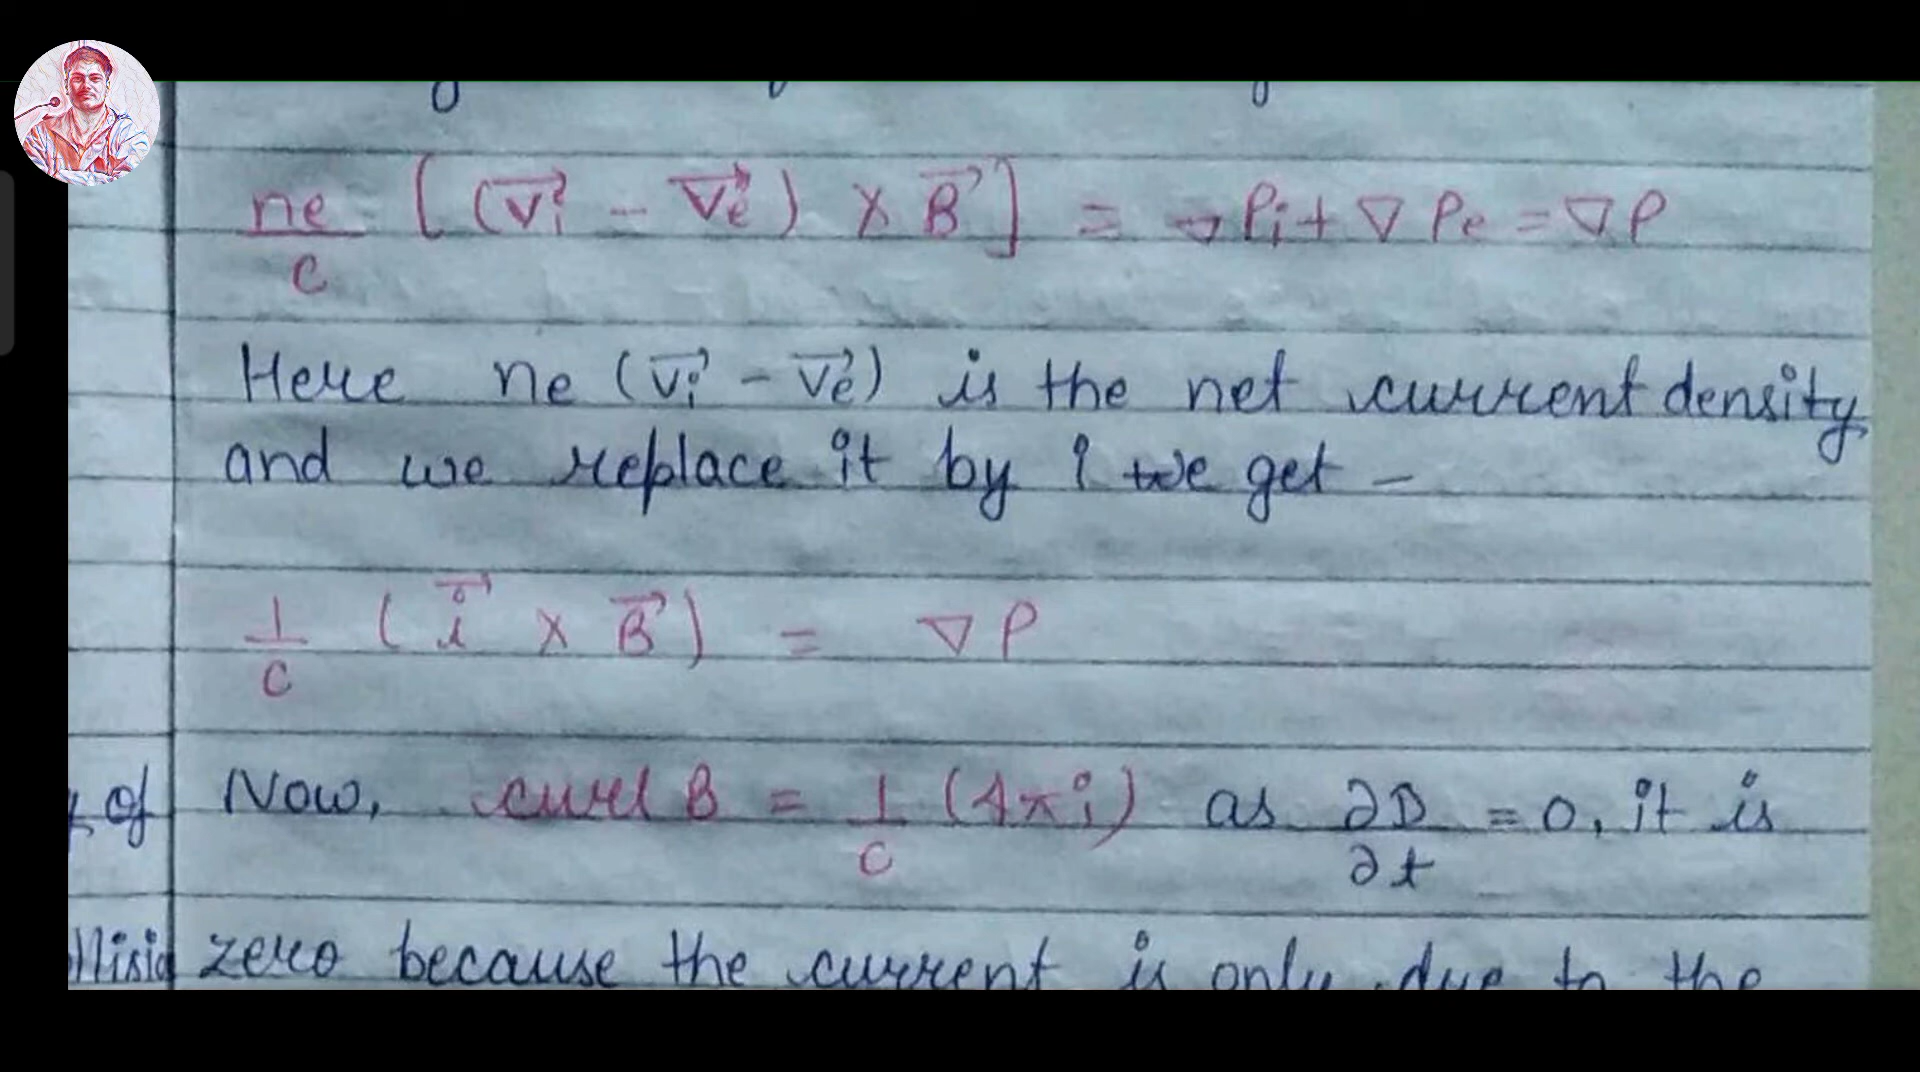 ne/c [(v⃗i - v⃗e) × B⃗] = ∇Pi + ∇Pe = ∇P
Here ne (v⃗i - v⃗e) is the net current density
and we replace it by i we get -
1/c (i⃗ × B⃗) = ∇P
of Now, curl B = 1/c (4πi) as ∂D/∂t = 0, it is
zero because the current is only due to the